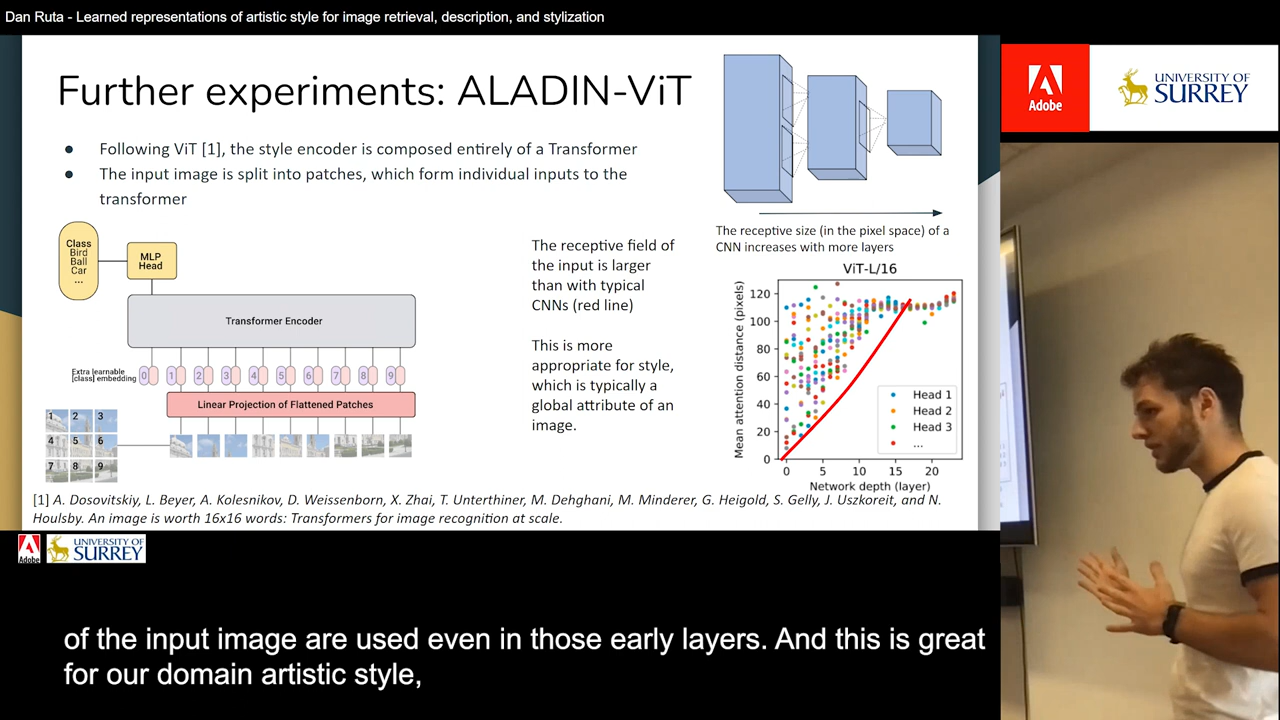 Dan Ruta - Learned representations of artistic style for image retrieval, description, and stylization
Further experiments: ALADIN-ViT
● Following ViT [1], the style encoder is composed entirely of a Transformer
● The input image is split into patches, which form individual inputs to the
transformer
Class
Bird
Ball
Car
...
MLP
Head
Transformer Encoder
Extra learnable
[class] embedding
0 1 2 3 4 5 6 7 8 9
Linear Projection of Flattened Patches
1 2 3
4 5 6
7 8 9
The receptive field of
the input is larger
than with typical
CNNs (red line)
This is more
appropriate for style,
which is typically a
global attribute of an
image.
The receptive size (in the pixel space) of a
CNN increases with more layers
ViT-L/16
Mean attention distance (pixels)
120
100
80
60
40
20
0
Head 1
Head 2
Head 3
...
0 5 10 15 20
Network depth (layer)
[1] A. Dosovitskiy, L. Beyer, A. Kolesnikov, D. Weissenborn, X. Zhai, T. Unterthiner, M. Dehghani, M. Minderer, G. Heigold, S. Gelly, J. Uszkoreit, and N.
Houlsby. An image is worth 16x16 words: Transformers for image recognition at scale.
Adobe
UNIVERSITY OF
SURREY
Adobe
UNIVERSITY OF
SURREY
of the input image are used even in those early layers. And this is great
for our domain artistic style,